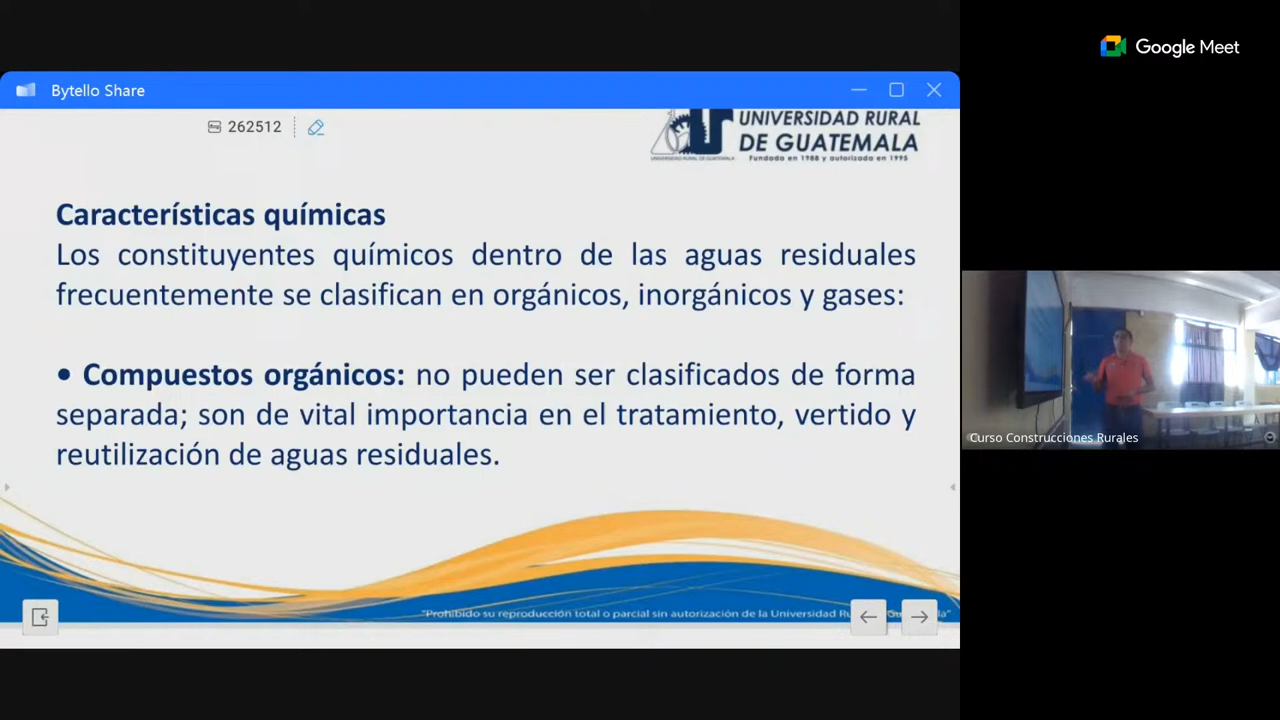 Google Meet
Bytello Share
262512
UNIVERSIDAD RURAL
DE GUATEMALA
Fundada en 1988 y autorizada en 1995
Características químicas
Los constituyentes químicos dentro de las aguas residuales
frecuentemente se clasifican en orgánicos, inorgánicos y gases:
• Compuestos orgánicos: no pueden ser clasificados de forma
separada; son de vital importancia en el tratamiento, vertido y
reutilización de aguas residuales.
Curso Construcciones Rurales
"Prohibido su reproducción total o parcial sin autorización de la Universidad